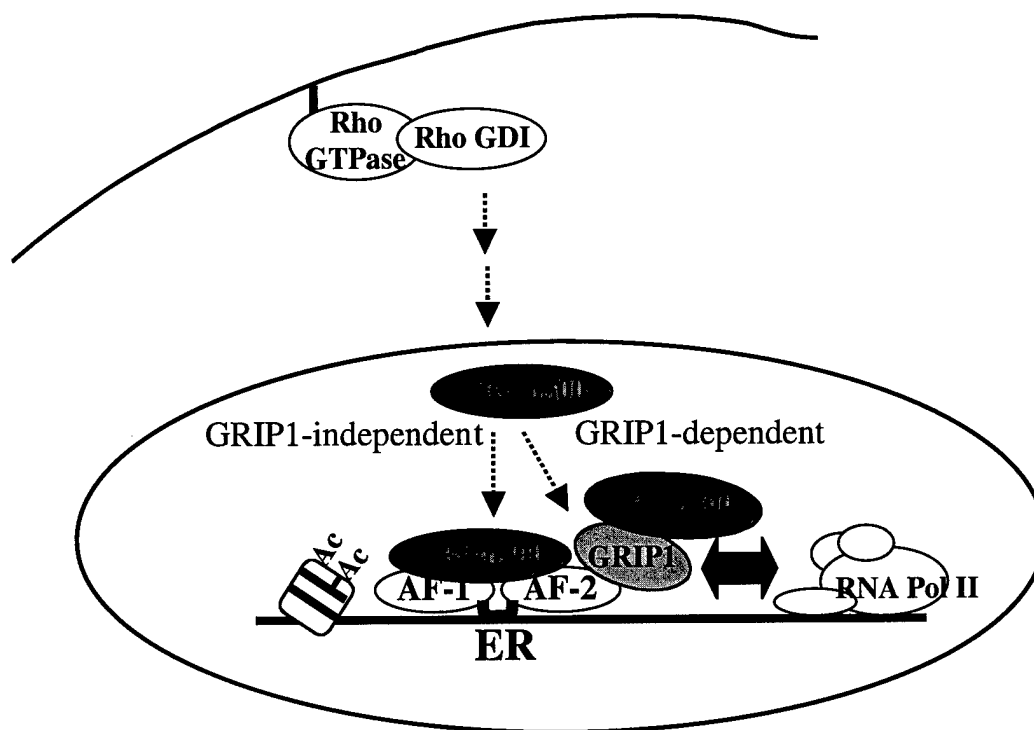 Rho
GTPase
Rho GDI
GRIP1-independent
GRIP1-dependent
Ac
Ac
GRIP1
AF-1
AF-2
RNA Pol II
ER